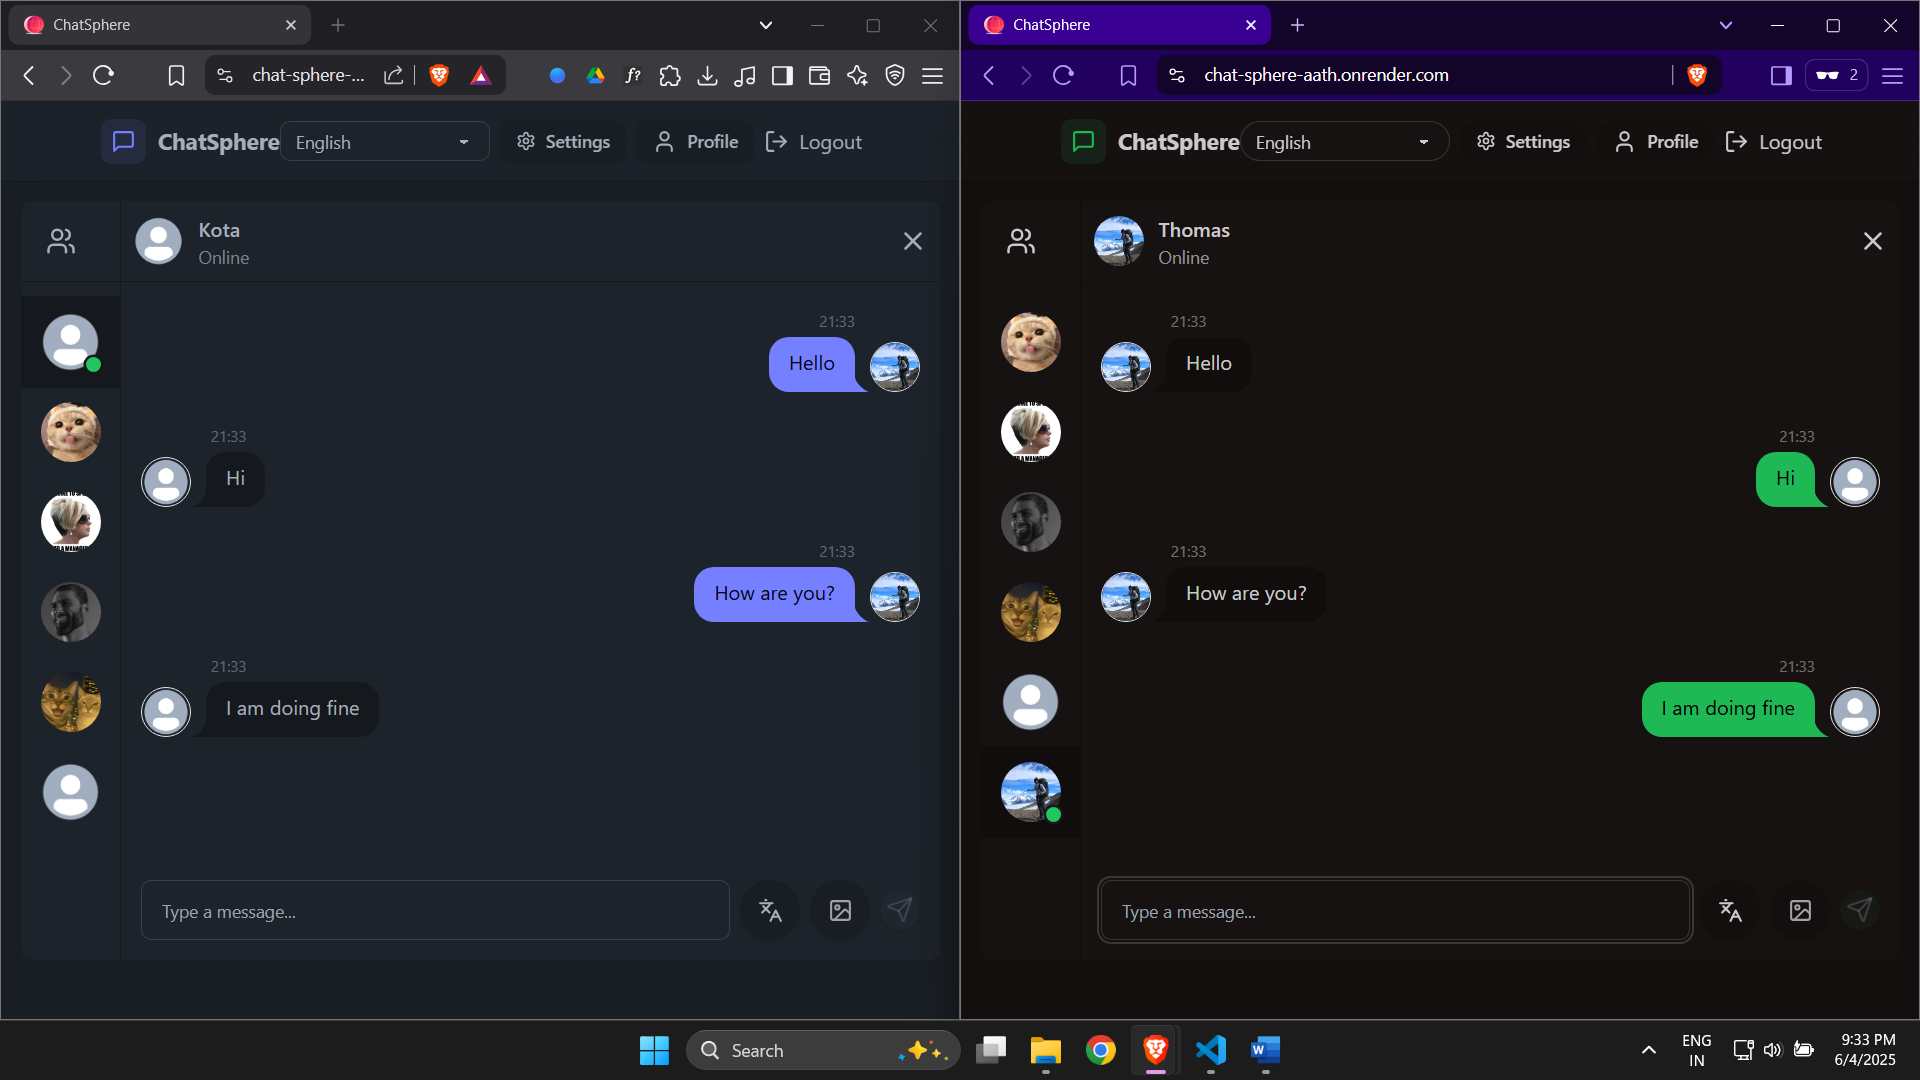 ChatSphere
chat-sphere-...
f?
ChatSphere
English
Settings
Profile
Logout
Kota
Online
21:33
Hello
21:33
Hi
21:33
How are you?
21:33
I am doing fine
Type a message...
ChatSphere
chat-sphere-aath.onrender.com
2
ChatSphere
English
Settings
Profile
Logout
Thomas
Online
21:33
Hello
21:33
Hi
21:33
How are you?
21:33
I am doing fine
Type a message...
Search
W
ENG
IN
9:33 PM
6/4/2025